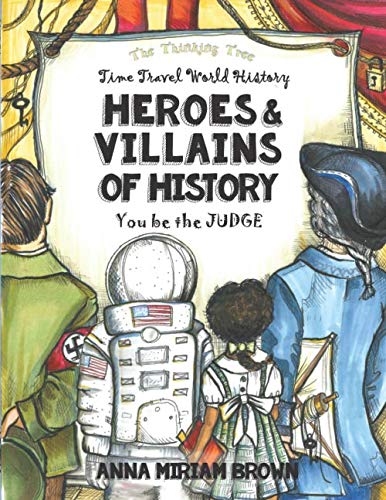 The Thinking Tree
Time Travel World History
HEROES &
VILLAINS
OF HISTORY
You be the JUDGE
ANNA MIRIAM BROWN